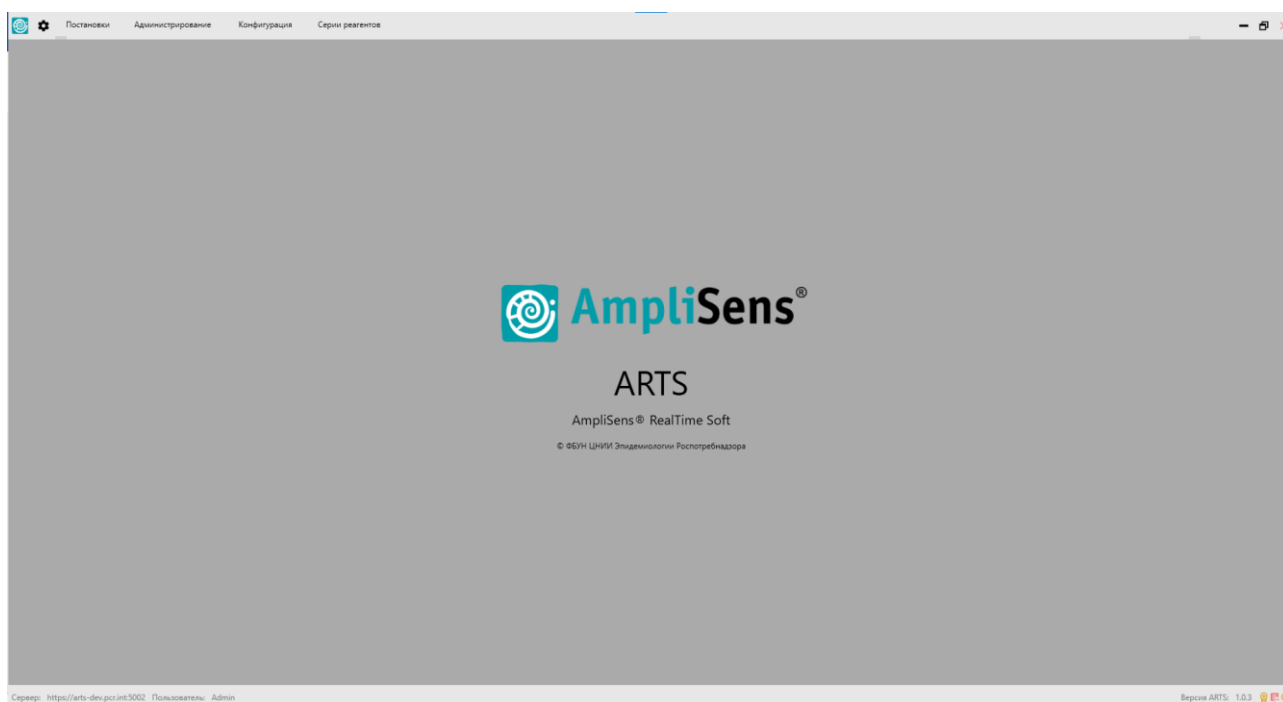 Постановки Администрирование Конфигурация Серии реагентов
AmpliSens®
ARTS
AmpliSens® RealTime Soft
© ФБУН ЦНИИ Эпидемиологии Роспотребнадзора
Сервер: https://arts-dev.pcr.int:5002 Пользователь: Admin
Версия ARTS: 1.0.3